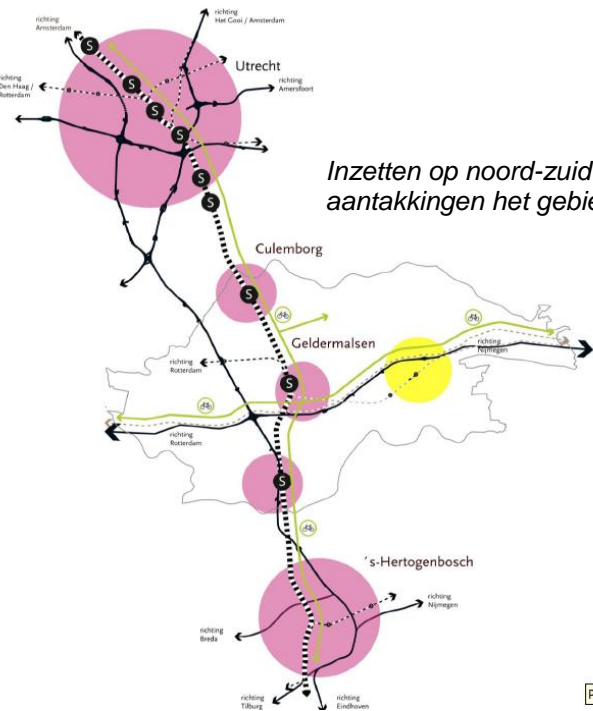 richting
Het Gooi / Amsterdam
richting
Amsterdam
S
S
Utrecht
richting
Den Haag /
Rotterdam
richting
Amersfoort
S
S
S
S
Inzetten op noord-zuid
aantakkingen het gebie
Culemborg
S
Geldermalsen
richting
Rotterdam
richting
Nijmegen
S
richting
Rotterdam
S
's-Hertogenbosch
richting
Nijmegen
richting
Breda
richting
Tilburg
richting
Eindhoven